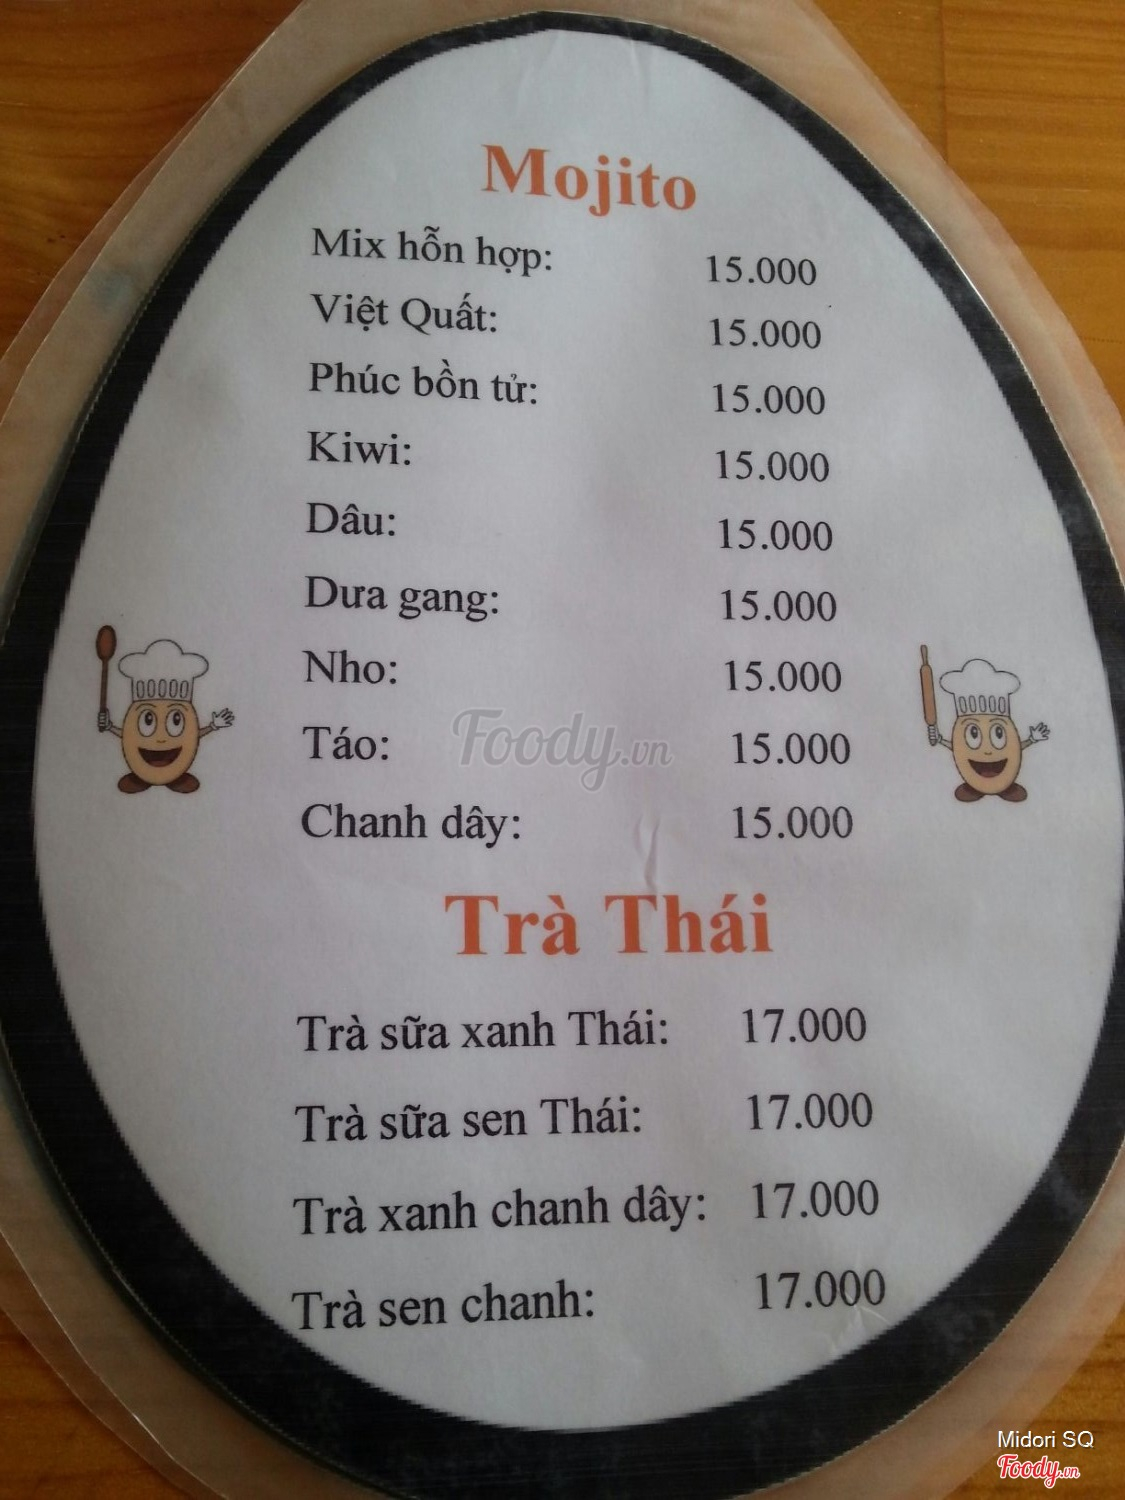 Mojito
Mix hỗn hợp: 15.000
Việt Quất: 15.000
Phúc bồn tử: 15.000
Kiwi: 15.000
Dâu: 15.000
Dưa gang: 15.000
Nho: 15.000
Táo: 15.000
Foody.vn
Chanh dây: 15.000
Trà Thái
Trà sữa xanh Thái: 17.000
Trà sữa sen Thái: 17.000
Trà xanh chanh dây: 17.000
Trà sen chanh: 17.000
Midori SQ
Foody.vn